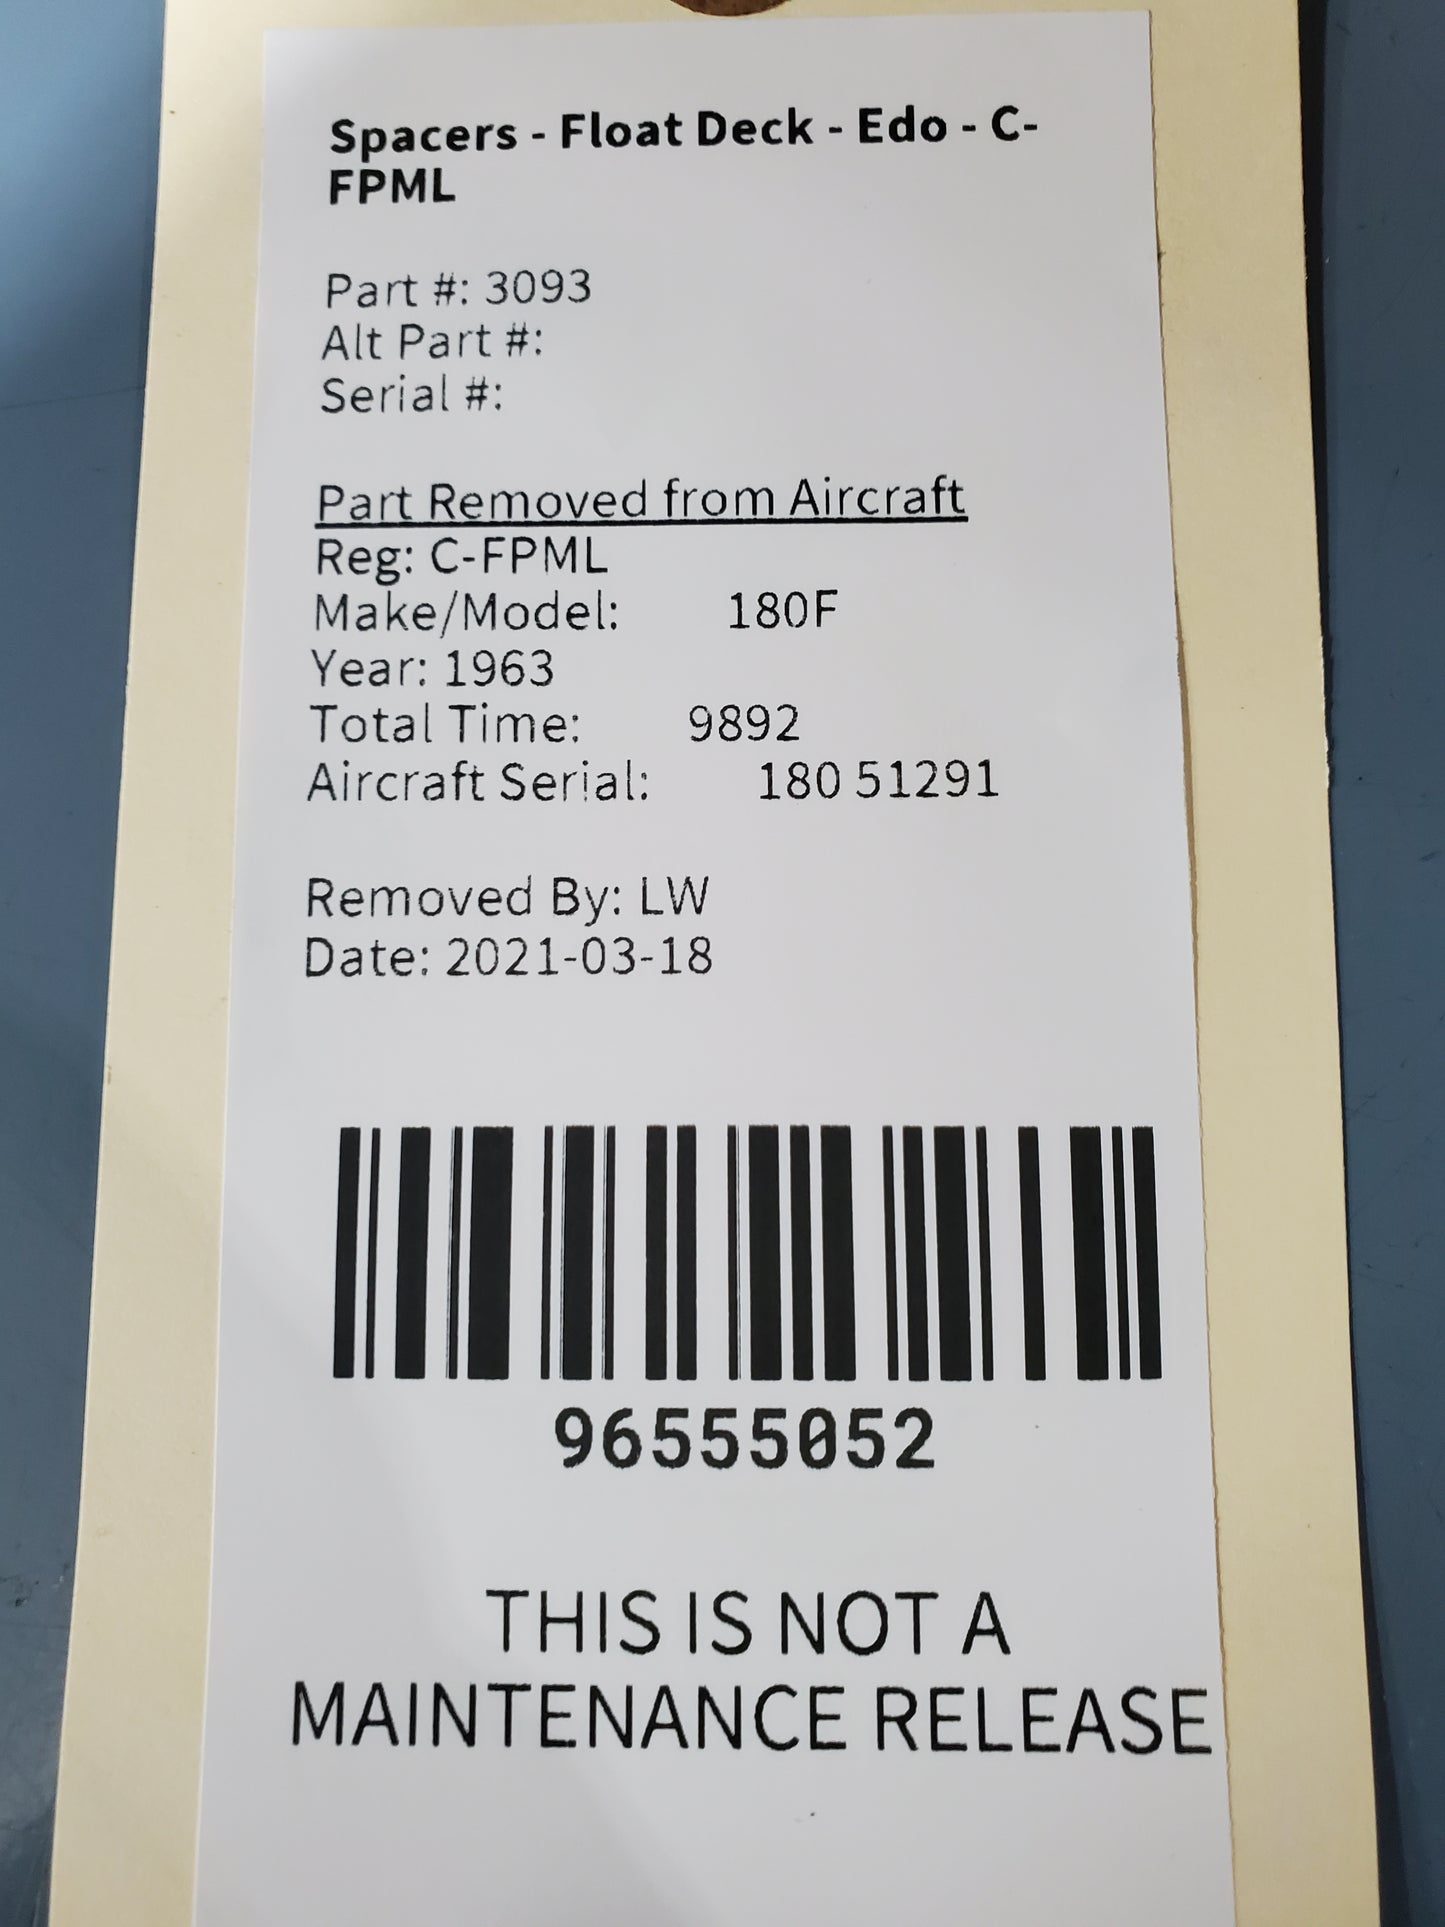 Spacers - Float Deck - Edo - C-
FPML
Part #: 3093
Alt Part #:
Serial #:
Part Removed from Aircraft
Reg: C-FPML
Make/Model: 180F
Year: 1963
Total Time: 9892
Aircraft Serial: 180 51291
Removed By: LW
Date: 2021-03-18
96555052
THIS IS NOT A
MAINTENANCE RELEASE